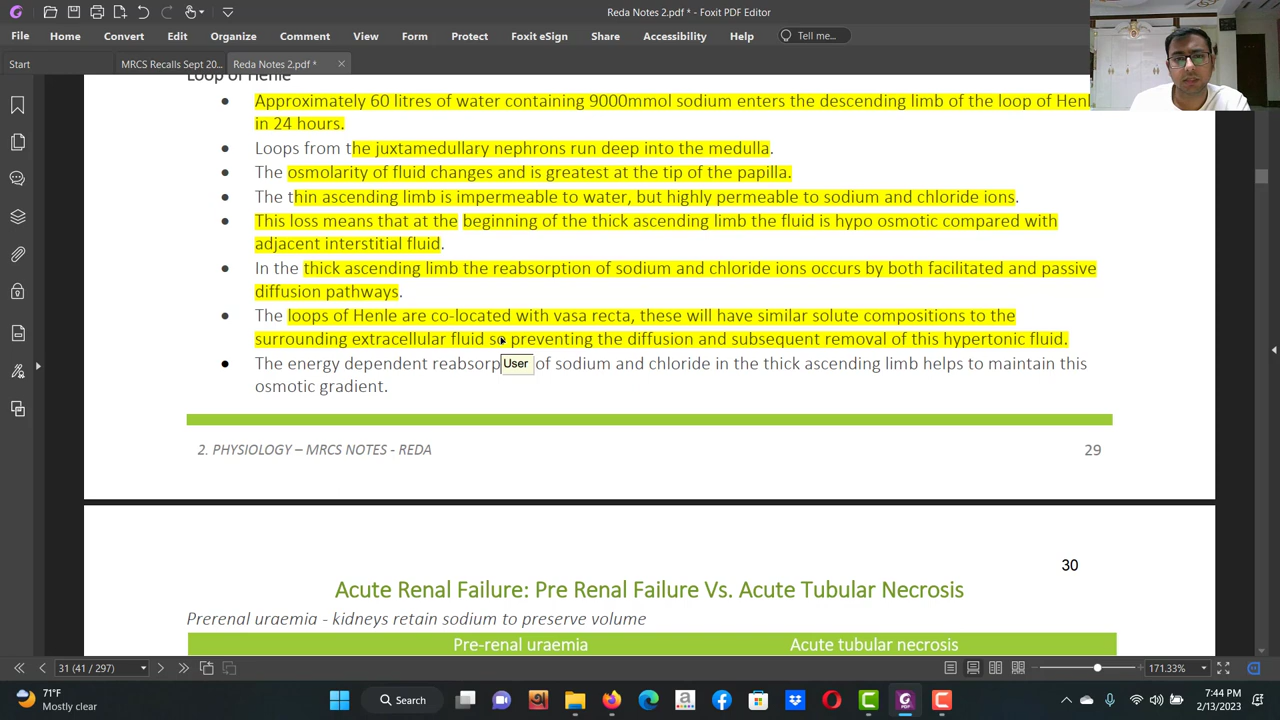 Reda Notes 2.pdf * - Foxit PDF Editor
File Home Convert Edit Organize Comment View Form Protect Foxit eSign Share Accessibility Help Tell me...
Start MRCS Recalls Sept 20... Reda Notes 2.pdf *
Loop of Henle
• Approximately 60 litres of water containing 9000mmol sodium enters the descending limb of the loop of Henl
in 24 hours.
• Loops from the juxtamedullary nephrons run deep into the medulla.
• The osmolarity of fluid changes and is greatest at the tip of the papilla.
• The thin ascending limb is impermeable to water, but highly permeable to sodium and chloride ions.
• This loss means that at the beginning of the thick ascending limb the fluid is hypo osmotic compared with
adjacent interstitial fluid.
• In the thick ascending limb the reabsorption of sodium and chloride ions occurs by both facilitated and passive
diffusion pathways.
• The loops of Henle are co-located with vasa recta, these will have similar solute compositions to the
surrounding extracellular fluid so preventing the diffusion and subsequent removal of this hypertonic fluid.
• The energy dependent reabsorp User of sodium and chloride in the thick ascending limb helps to maintain this
osmotic gradient.
2. PHYSIOLOGY – MRCS NOTES - REDA 29
30
Acute Renal Failure: Pre Renal Failure Vs. Acute Tubular Necrosis
Prerenal uraemia - kidneys retain sodium to preserve volume
Pre-renal uraemia Acute tubular necrosis
31 (41 / 297) 171.33%
71°F
Mostly clear
Search
7:44 PM
2/13/2023